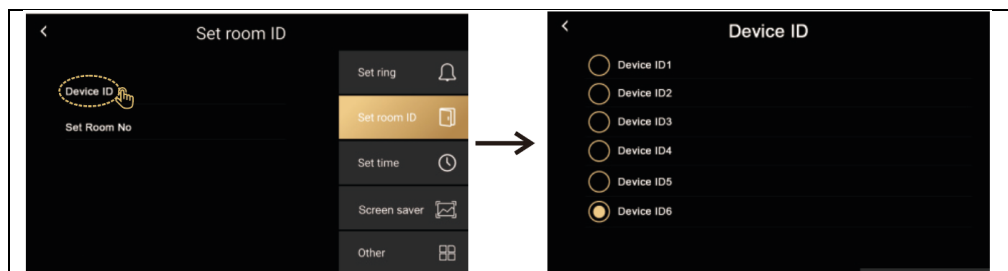 Set room ID
Device ID
Set Room No
Set ring
Set room ID
Set time
Screen saver
Other
Device ID
Device ID1
Device ID2
Device ID3
Device ID4
Device ID5
Device ID6